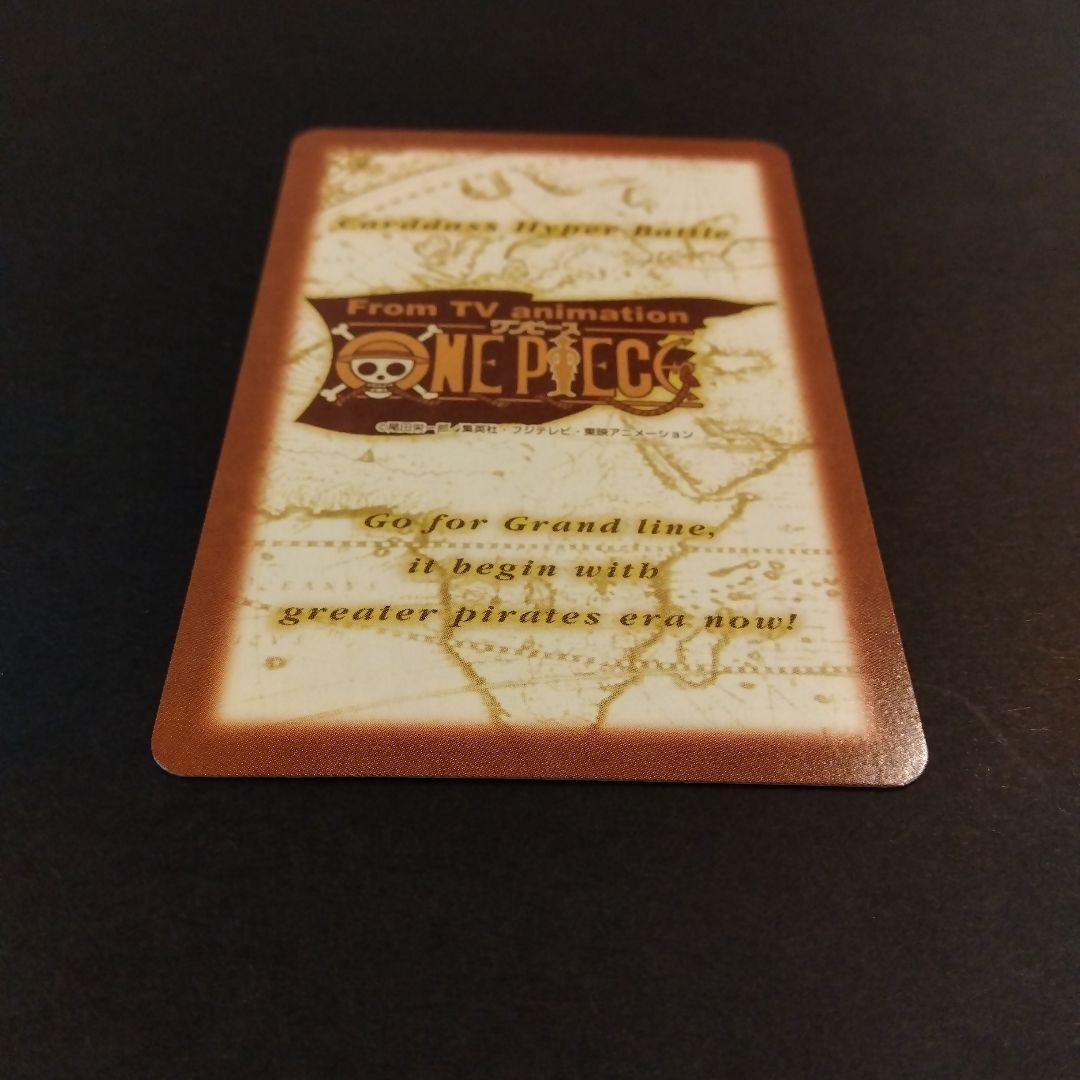 Carddass Hyper Battle
From TV animation
ワンピース
ONE PIECE
©尾田栄一郎/集英社・フジテレビ・東映アニメーション
Go for Grand line,
it begin with
greater pirates era now!